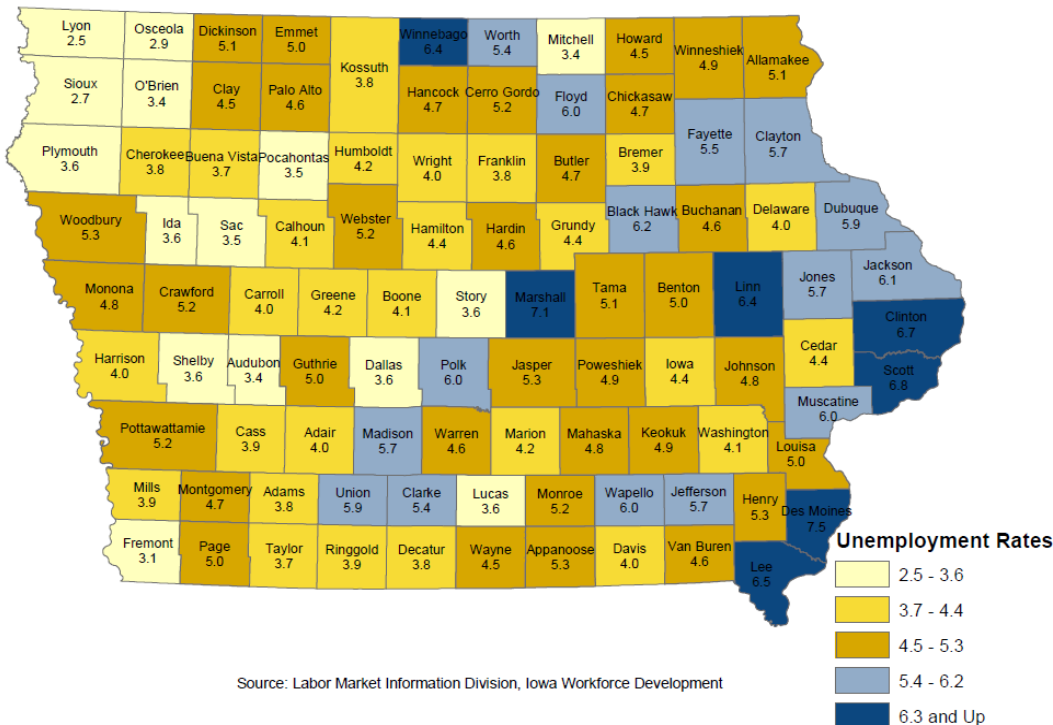 Lyon
2.5
Osceola
2.9
Dickinson
5.1
Emmet
5.0
Kossuth
3.8
Winnebago
6.4
Worth
5.4
Mitchell
3.4
Howard
4.5
Winneshiek
4.9
Allamakee
5.1
Sioux
2.7
O'Brien
3.4
Clay
4.5
Palo Alto
4.6
Hancock
4.7
Cerro Gordo
5.2
Floyd
6.0
Chickasaw
4.7
Fayette
5.5
Clayton
5.7
Plymouth
3.6
Cherokee
3.8
Buena Vista
3.7
Pocahontas
3.5
Humboldt
4.2
Wright
4.0
Franklin
3.8
Butler
4.7
Bremer
3.9
Woodbury
5.3
Ida
3.6
Sac
3.5
Calhoun
4.1
Webster
5.2
Hamilton
4.4
Hardin
4.6
Grundy
4.4
Black Hawk
6.2
Buchanan
4.6
Delaware
4.0
Dubuque
5.9
Monona
4.8
Crawford
5.2
Carroll
4.0
Greene
4.2
Boone
4.1
Story
3.6
Marshall
7.1
Tama
5.1
Benton
5.0
Linn
6.4
Jones
5.7
Jackson
6.1
Clinton
6.7
Harrison
4.0
Shelby
3.6
Audubon
3.4
Guthrie
5.0
Dallas
3.6
Polk
6.0
Jasper
5.3
Poweshiek
4.9
Iowa
4.4
Johnson
4.8
Cedar
4.4
Scott
6.8
Muscatine
6.0
Pottawattamie
5.2
Cass
3.9
Adair
4.0
Madison
5.7
Warren
4.6
Marion
4.2
Mahaska
4.8
Keokuk
4.9
Washington
4.1
Louisa
5.0
Mills
3.9
Montgomery
4.7
Adams
3.8
Union
5.9
Clarke
5.4
Lucas
3.6
Monroe
5.2
Wapello
6.0
Jefferson
5.7
Henry
5.3
Des Moines
7.5
Fremont
3.1
Page
5.0
Taylor
3.7
Ringgold
3.9
Decatur
3.8
Wayne
4.5
Appanoose
5.3
Davis
4.0
Van Buren
4.6
Lee
6.5
Unemployment Rates
2.5 - 3.6
3.7 - 4.4
4.5 - 5.3
5.4 - 6.2
6.3 and Up
Source: Labor Market Information Division, Iowa Workforce Development